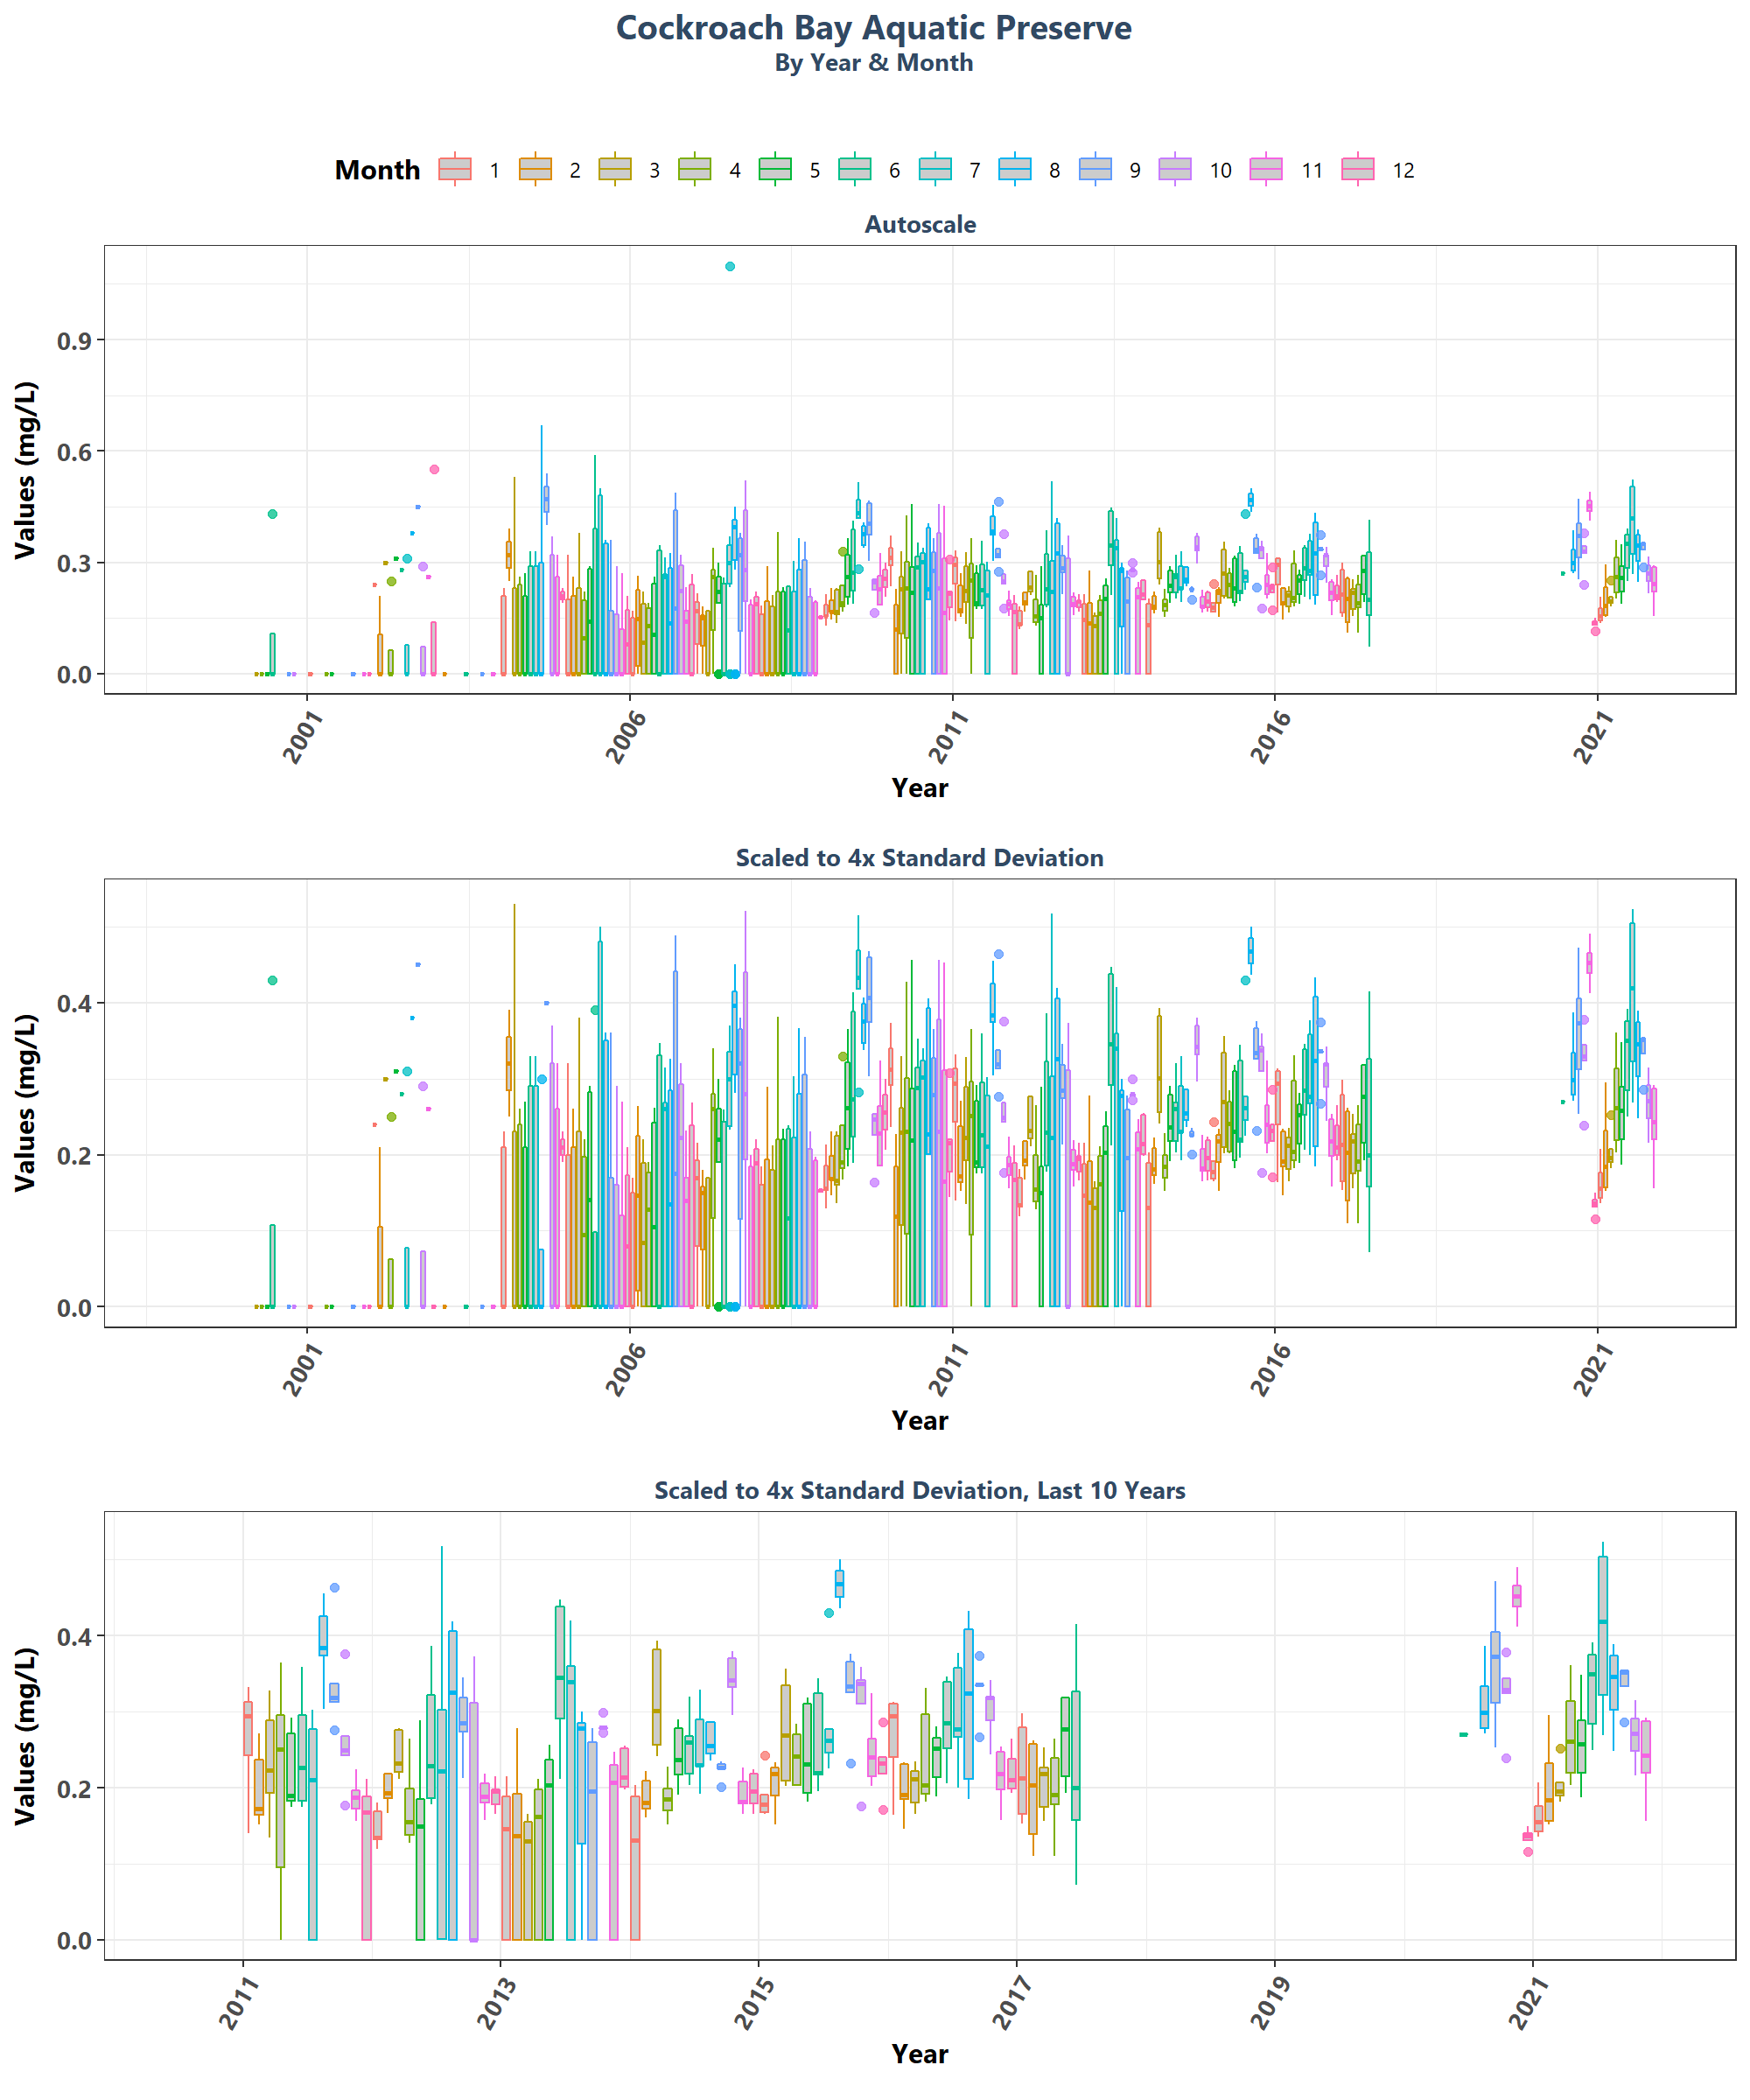 Cockroach Bay Aquatic Preserve
By Year & Month
Month 1 2 3 4 5 6 7 8 9 10 11 12
Autoscale
Values (mg/L)
0.9
0.6
0.3
0.0
2001 2006 2011 2016 2021
Year
Scaled to 4x Standard Deviation
Values (mg/L)
0.4
0.2
0.0
2001 2006 2011 2016 2021
Year
Scaled to 4x Standard Deviation, Last 10 Years
Values (mg/L)
0.4
0.2
0.0
2011 2013 2015 2017 2019 2021
Year